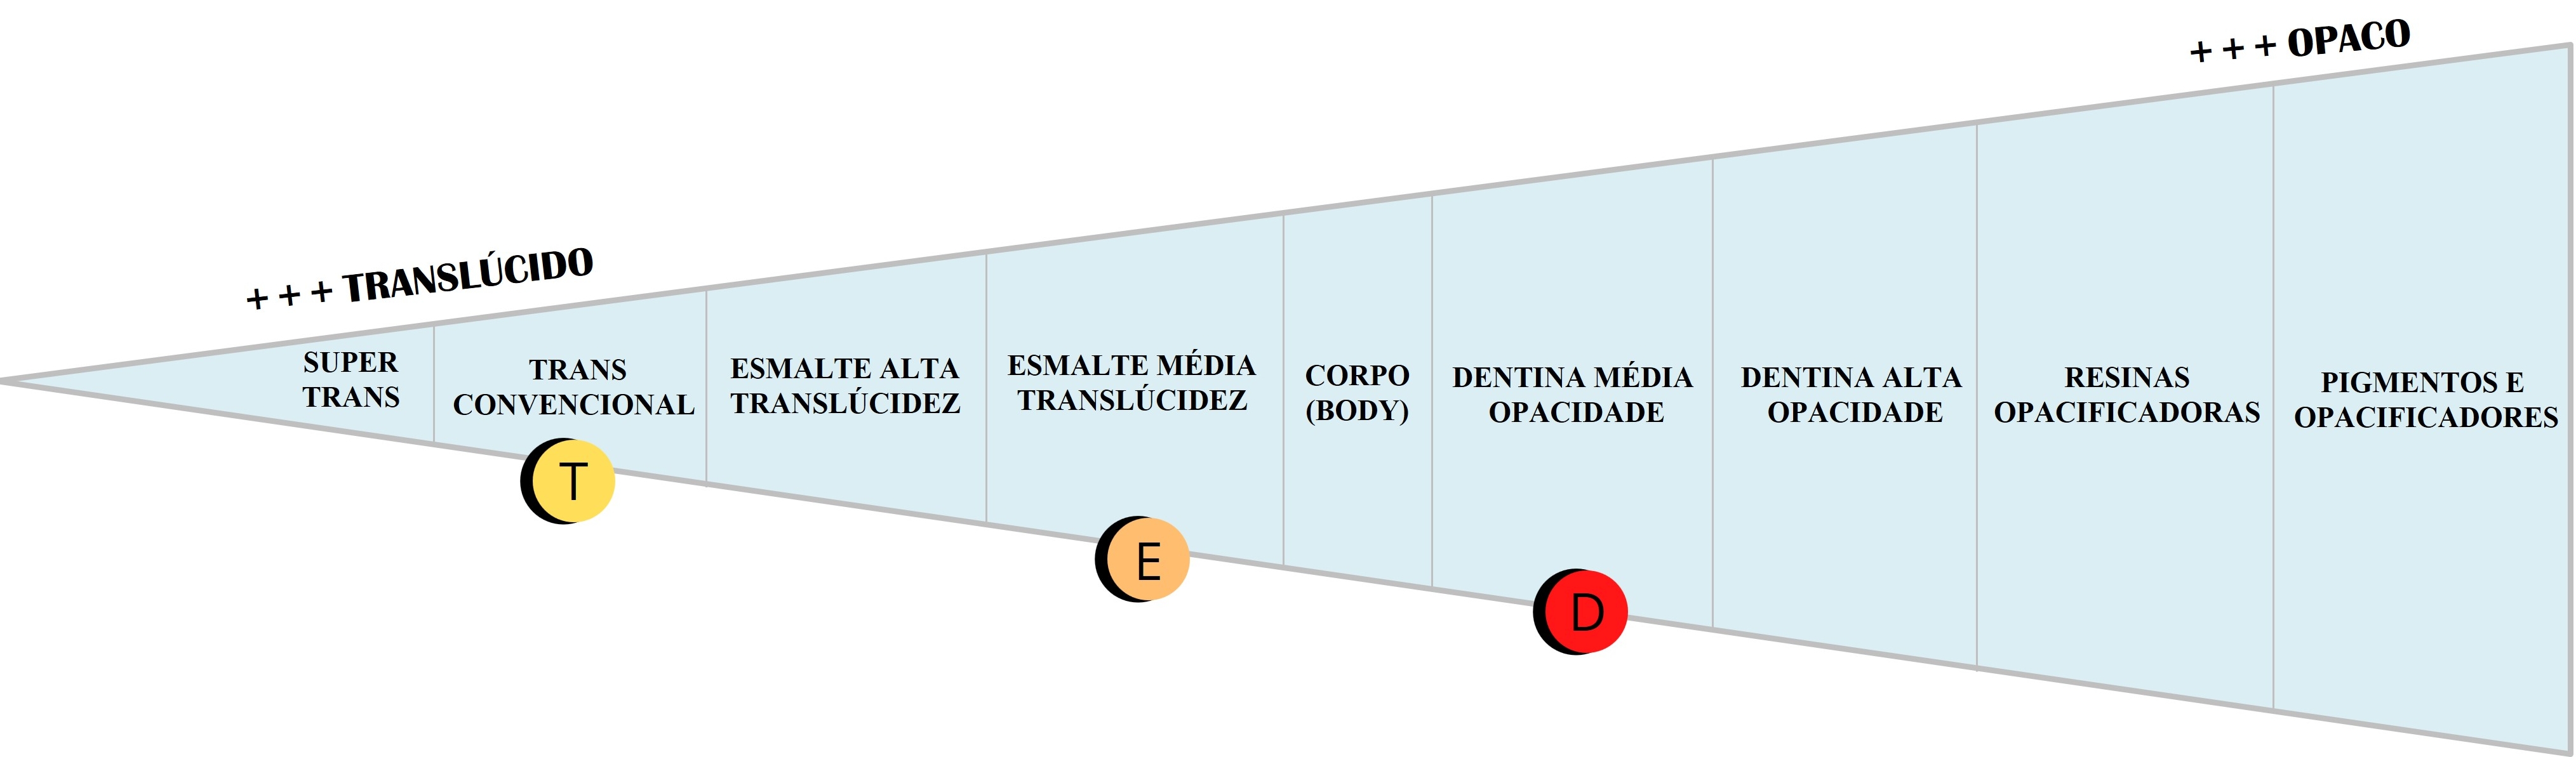 + + + OPACO
+ + + TRANSLÚCIDO
SUPER
TRANS
TRANS
CONVENCIONAL
ESMALTE ALTA
TRANSLÚCIDEZ
ESMALTE MÉDIA
TRANSLÚCIDEZ
CORPO
(BODY)
DENTINA MÉDIA
OPACIDADE
DENTINA ALTA
OPACIDADE
RESINAS
OPACIFICADORAS
PIGMENTOS E
OPACIFICADORES
T
E
D